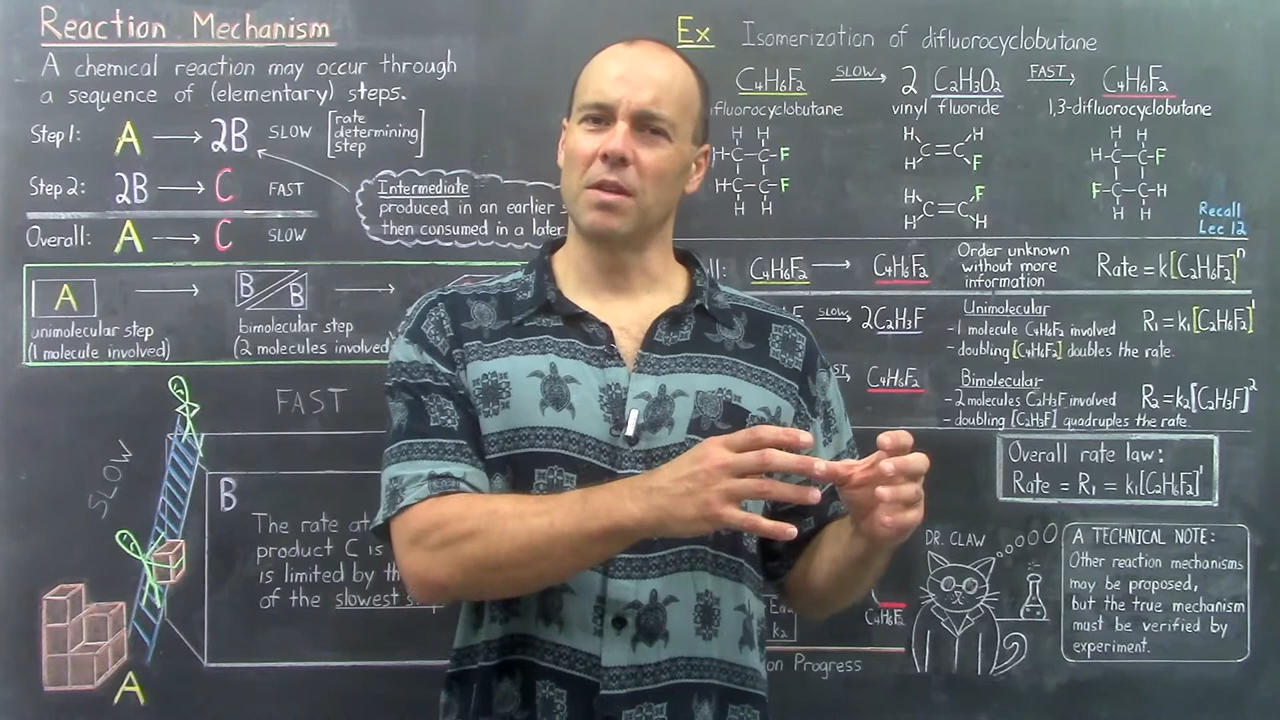 Reaction Mechanism
A chemical reaction may occur through
a sequence of (elementary) steps.
Step 1: A → 2B SLOW [rate determining step]
Step 2: 2B → C FAST
Overall: A → C SLOW
Intermediate
produced in an earlier
then consumed in a later
A → B/B →
unimolecular step
(1 molecule involved)
bimolecular step
(2 molecules involved
FAST
SLOW
B
The rate at
product C is
is limited by th
of the slowest s
A
Ex Isomerization of difluorocyclobutane
C₄H₆F₂ SLOW→ 2 C₂H₃O₂ FAST→ C₄H₆F₂
ifluorocyclobutane vinyl fluoride 1,3-difluorocyclobutane
H H
H-C-C-F
H-C-C-F
H H
H H
C=C
H F
H F
C=C
H H
H H
H-C-C-F
F-C-C-H
H H
Recall
Lec 12
l: C₄H₆F₂ → C₄H₆F₂
Order unknown
without more
information
Rate = k[C₂H₆F₂]ⁿ
SLOW→ 2C₂H₃F
Unimolecular
- 1 molecule C₄H₆F₂ involved
- doubling [C₄H₆F₂] doubles the rate.
R₁=k₁[C₂H₆F₂]¹
ST→ C₄H₆F₂
Bimolecular
- 2 molecules C₂H₃F involved
- doubling [C₂H₃F] quadruples the rate.
R₂=k₂[C₂H₃F]²
Overall rate law:
Rate = R₁ = k₁[C₂H₆F₂]¹
k₂
C₄H₆F₂
on Progress
DR. CLAW
A TECHNICAL NOTE:
Other reaction mechanisms
may be proposed,
but the true mechanism
must be verified by
experiment.